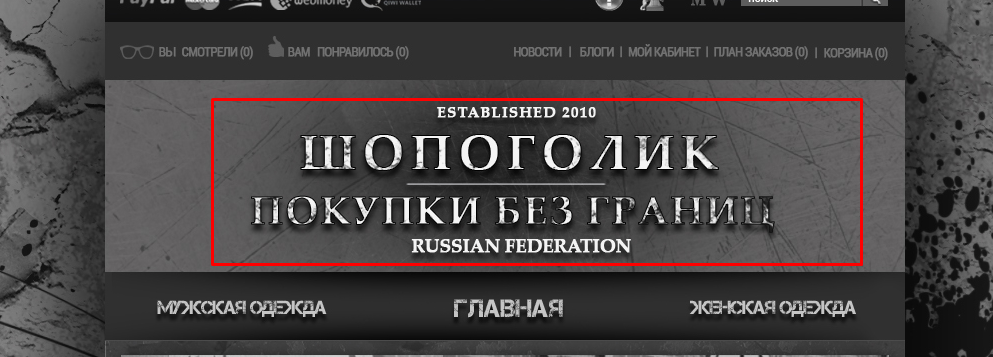 PayPal webmoney QIWI WALLET M W поиск
ВЫ СМОТРЕЛИ (0) ВАМ ПОНРАВИЛОСЬ (0) НОВОСТИ | БЛОГИ | МОЙ КАБИНЕТ | ПЛАН ЗАКАЗОВ (0) | КОРЗИНА (0)
ESTABLISHED 2010
ШОПОГОЛИК
ПОКУПКИ БЕЗ ГРАНИЦ
RUSSIAN FEDERATION
МУЖСКАЯ ОДЕЖДА ГЛАВНАЯ ЖЕНСКАЯ ОДЕЖДА